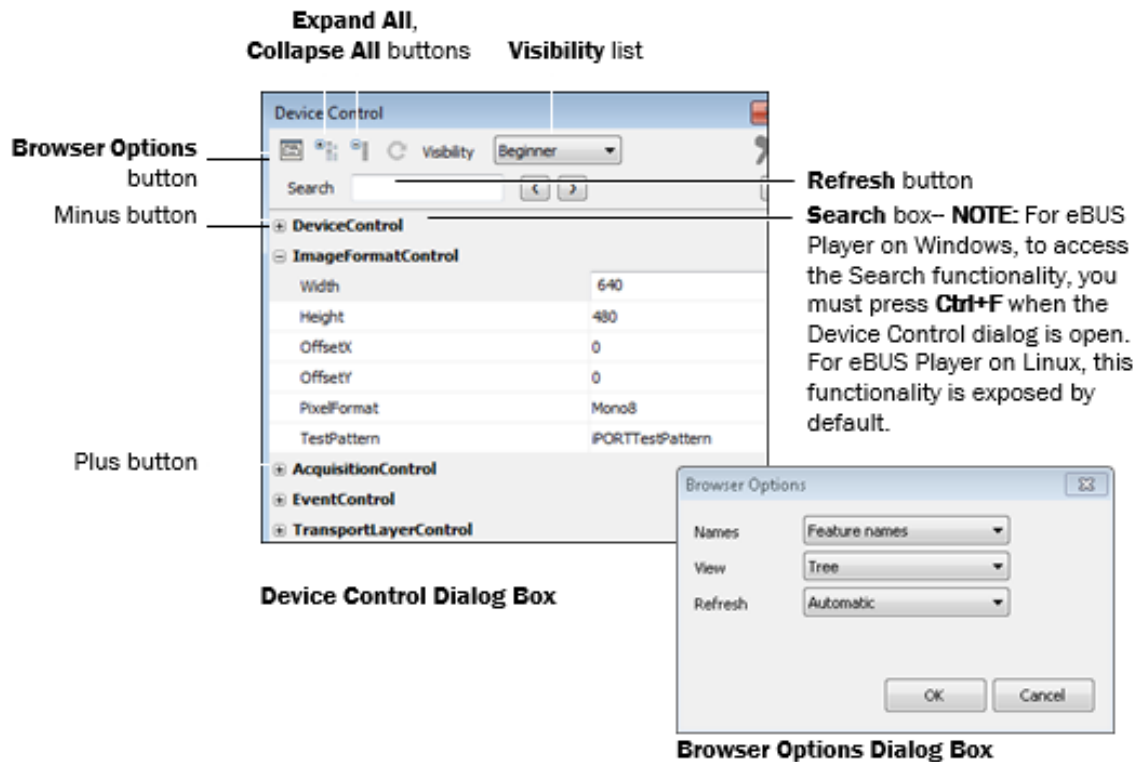 Expand All,
Collapse All buttons
Visibility list
Device Control
Browser Options
button
Visibility
Beginner
Search
<
>
Refresh button
Minus button
Search box– NOTE: For eBUS
Player on Windows, to access
the Search functionality, you
must press Ctrl+F when the
Device Control dialog is open.
For eBUS Player on Linux, this
functionality is exposed by
default.
DeviceControl
ImageFormatControl
Width 640
Height 480
OffsetX 0
OffsetY 0
PixelFormat Mono8
TestPattern iPORTTestPattern
Plus button
AcquisitionControl
EventControl
TransportLayerControl
Device Control Dialog Box
Browser Options
Names Feature names
View Tree
Refresh Automatic
OK Cancel
Browser Options Dialog Box